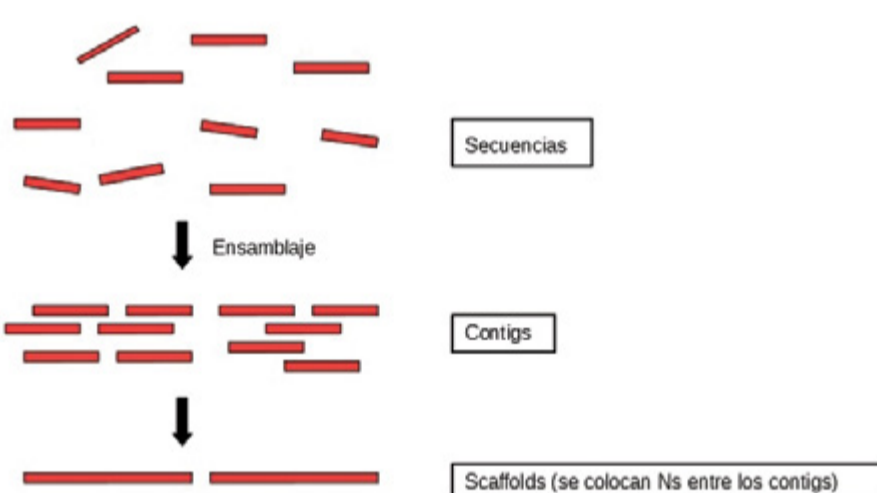 Secuencias
Ensamblaje
Contigs
Scaffolds (se colocan Ns entre los contigs)